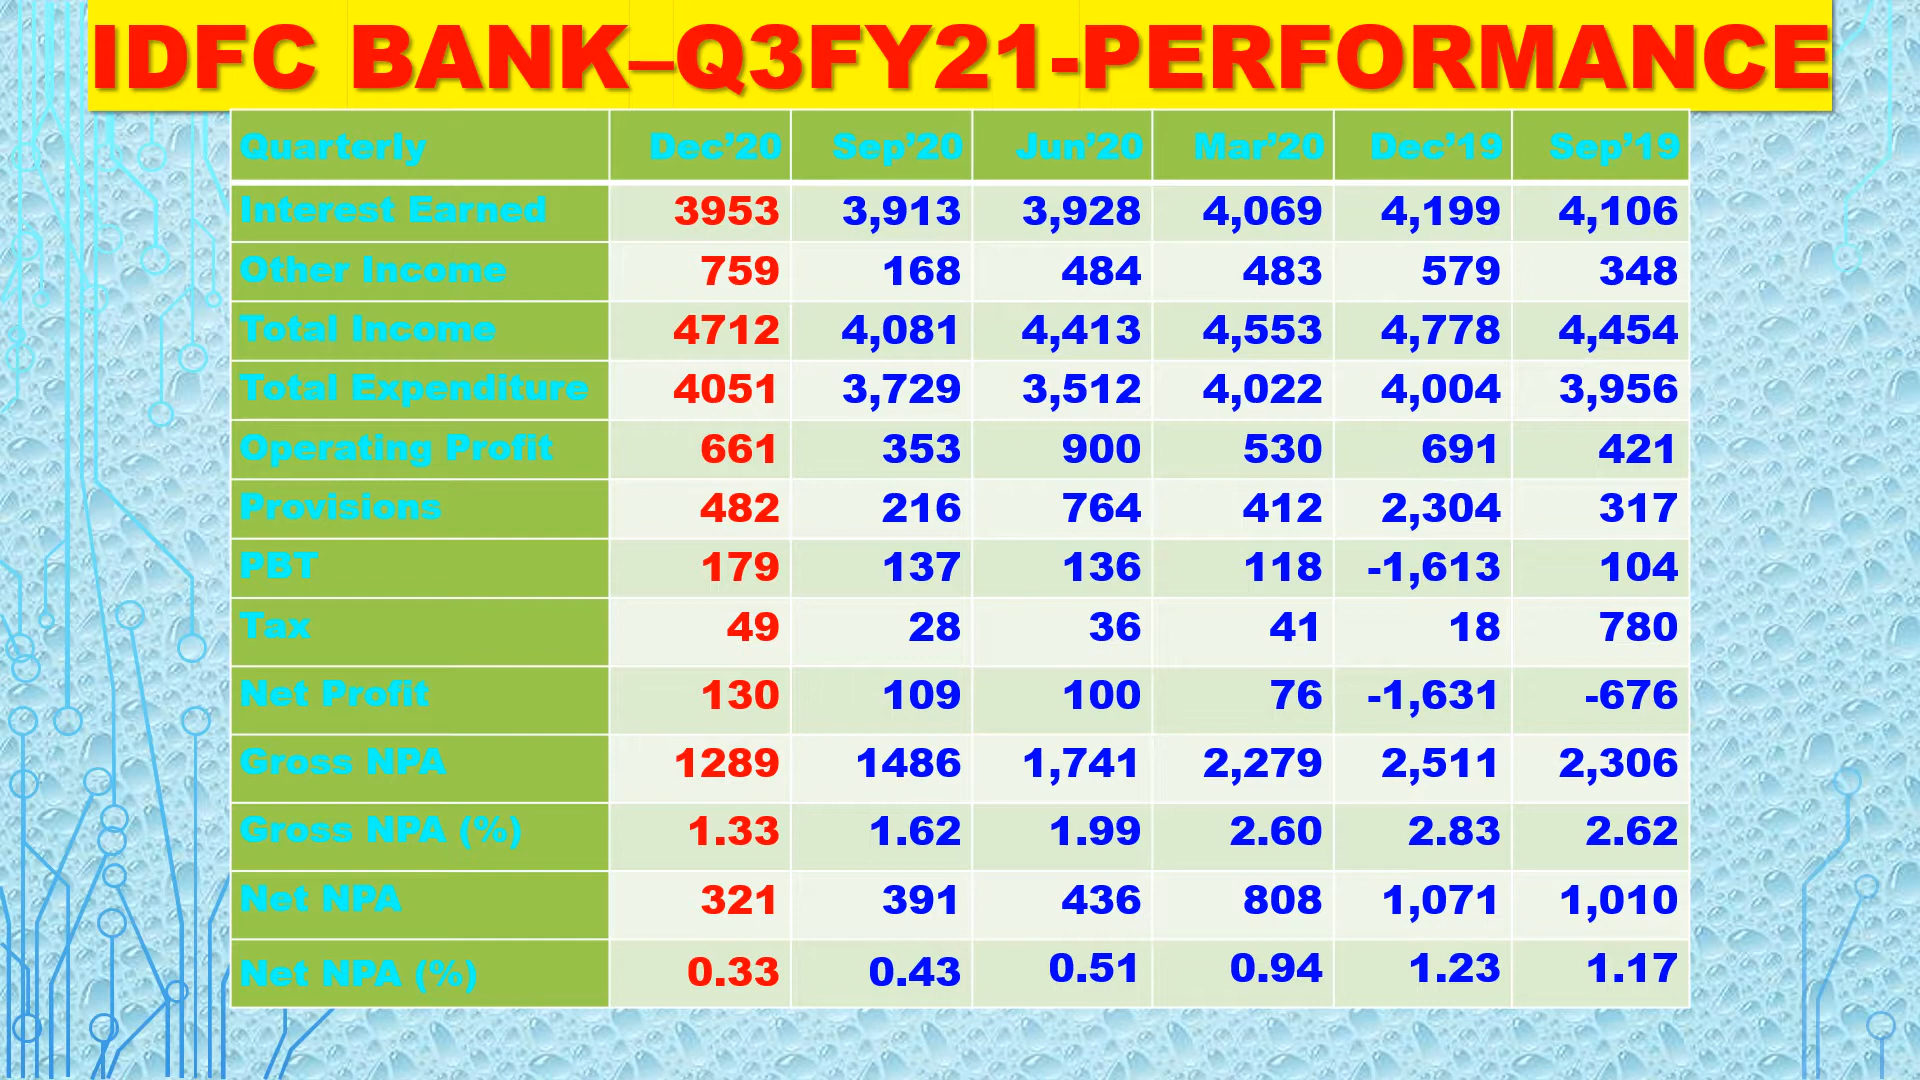 IDFC BANK–Q3FY21-PERFORMANCE
Quarterly Dec’20 Sep’20 Jun’20 Mar’20 Dec’19 Sep’19
Interest Earned 3953 3,913 3,928 4,069 4,199 4,106
Other Income 759 168 484 483 579 348
Total Income 4712 4,081 4,413 4,553 4,778 4,454
Total Expenditure 4051 3,729 3,512 4,022 4,004 3,956
Operating Profit 661 353 900 530 691 421
Provisions 482 216 764 412 2,304 317
PBT 179 137 136 118 -1,613 104
Tax 49 28 36 41 18 780
Net Profit 130 109 100 76 -1,631 -676
Gross NPA 1289 1486 1,741 2,279 2,511 2,306
Gross NPA (%) 1.33 1.62 1.99 2.60 2.83 2.62
Net NPA 321 391 436 808 1,071 1,010
Net NPA (%) 0.33 0.43 0.51 0.94 1.23 1.17